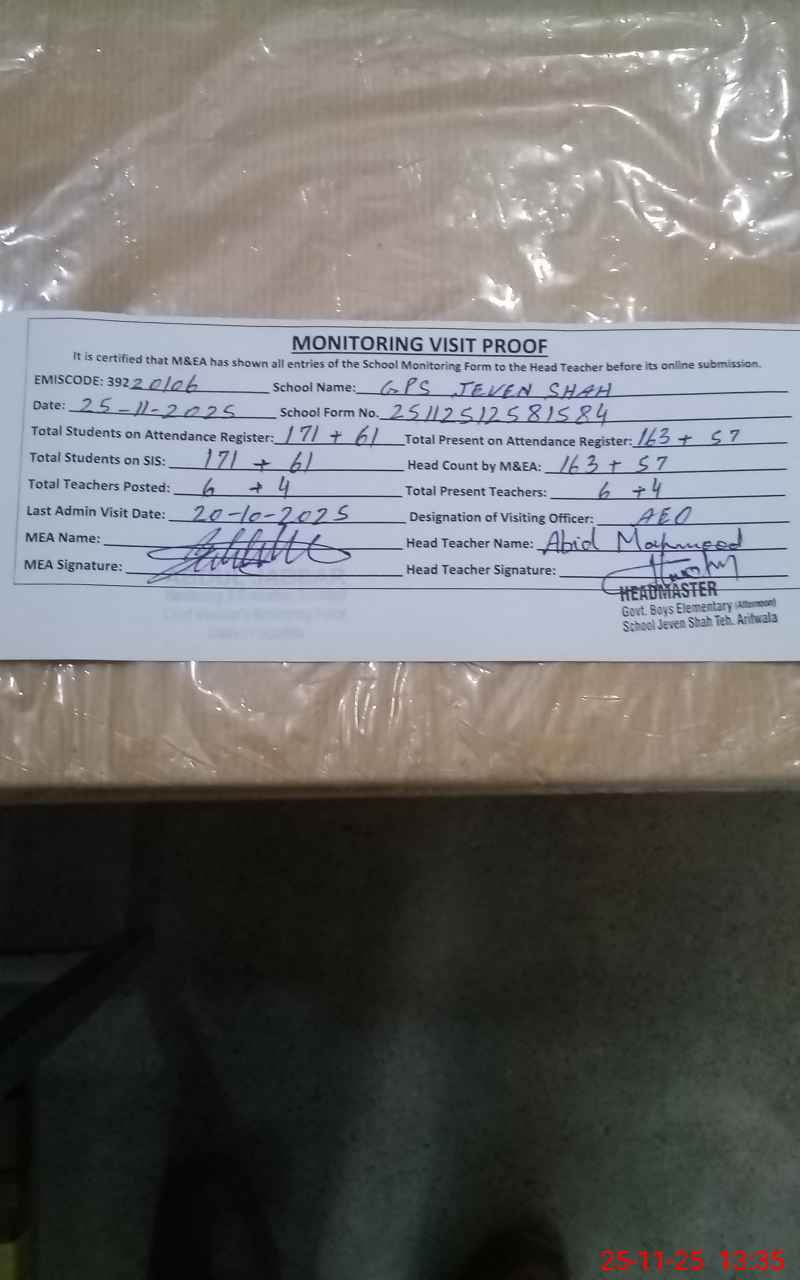 MONITORING VISIT PROOF
It is certified that M&EA has shown all entries of the School Monitoring Form to the Head Teacher before its online submission.
EMISCODE: 39220106 School Name: GPS JEVEN SHAH
Date: 25-11-2025 School Form No. 25112512581584
Total Students on Attendance Register: 171 + 61 Total Present on Attendance Register: 163 + 57
Total Students on SIS: 171 + 61 Head Count by M&EA: 163 + 57
Total Teachers Posted: 6 + 4 Total Present Teachers: 6 + 4
Last Admin Visit Date: 20-10-2025 Designation of Visiting Officer: AEO
MEA Name: Head Teacher Name: Abid Mahmood
MEA Signature: Head Teacher Signature:
HEADMASTER
Govt. Boys Elementary (Afternoon)
School Jeven Shah Teh. Arifwala
25-11-25 13:35